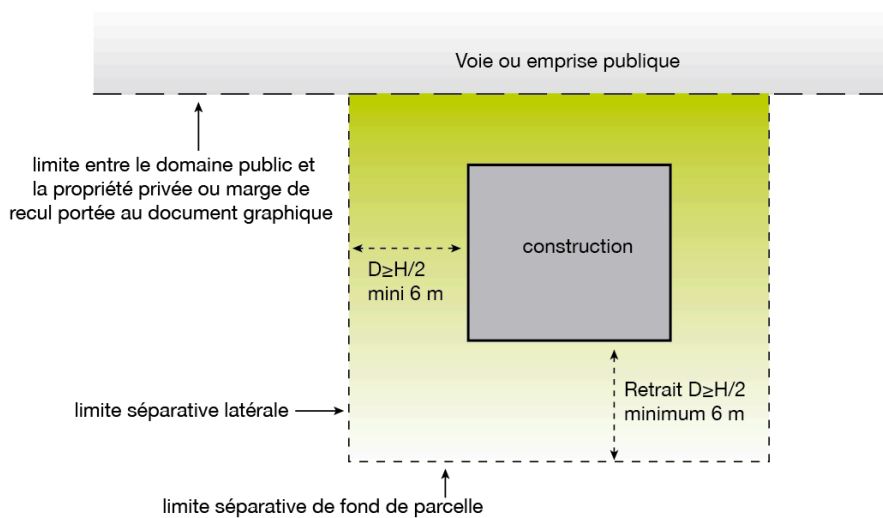 Voie ou emprise publique
limite entre le domaine public et
la propriété privée ou marge de
recul portée au document graphique
construction
D≥H/2
mini 6 m
Retrait D≥H/2
minimum 6 m
limite séparative latérale
limite séparative de fond de parcelle